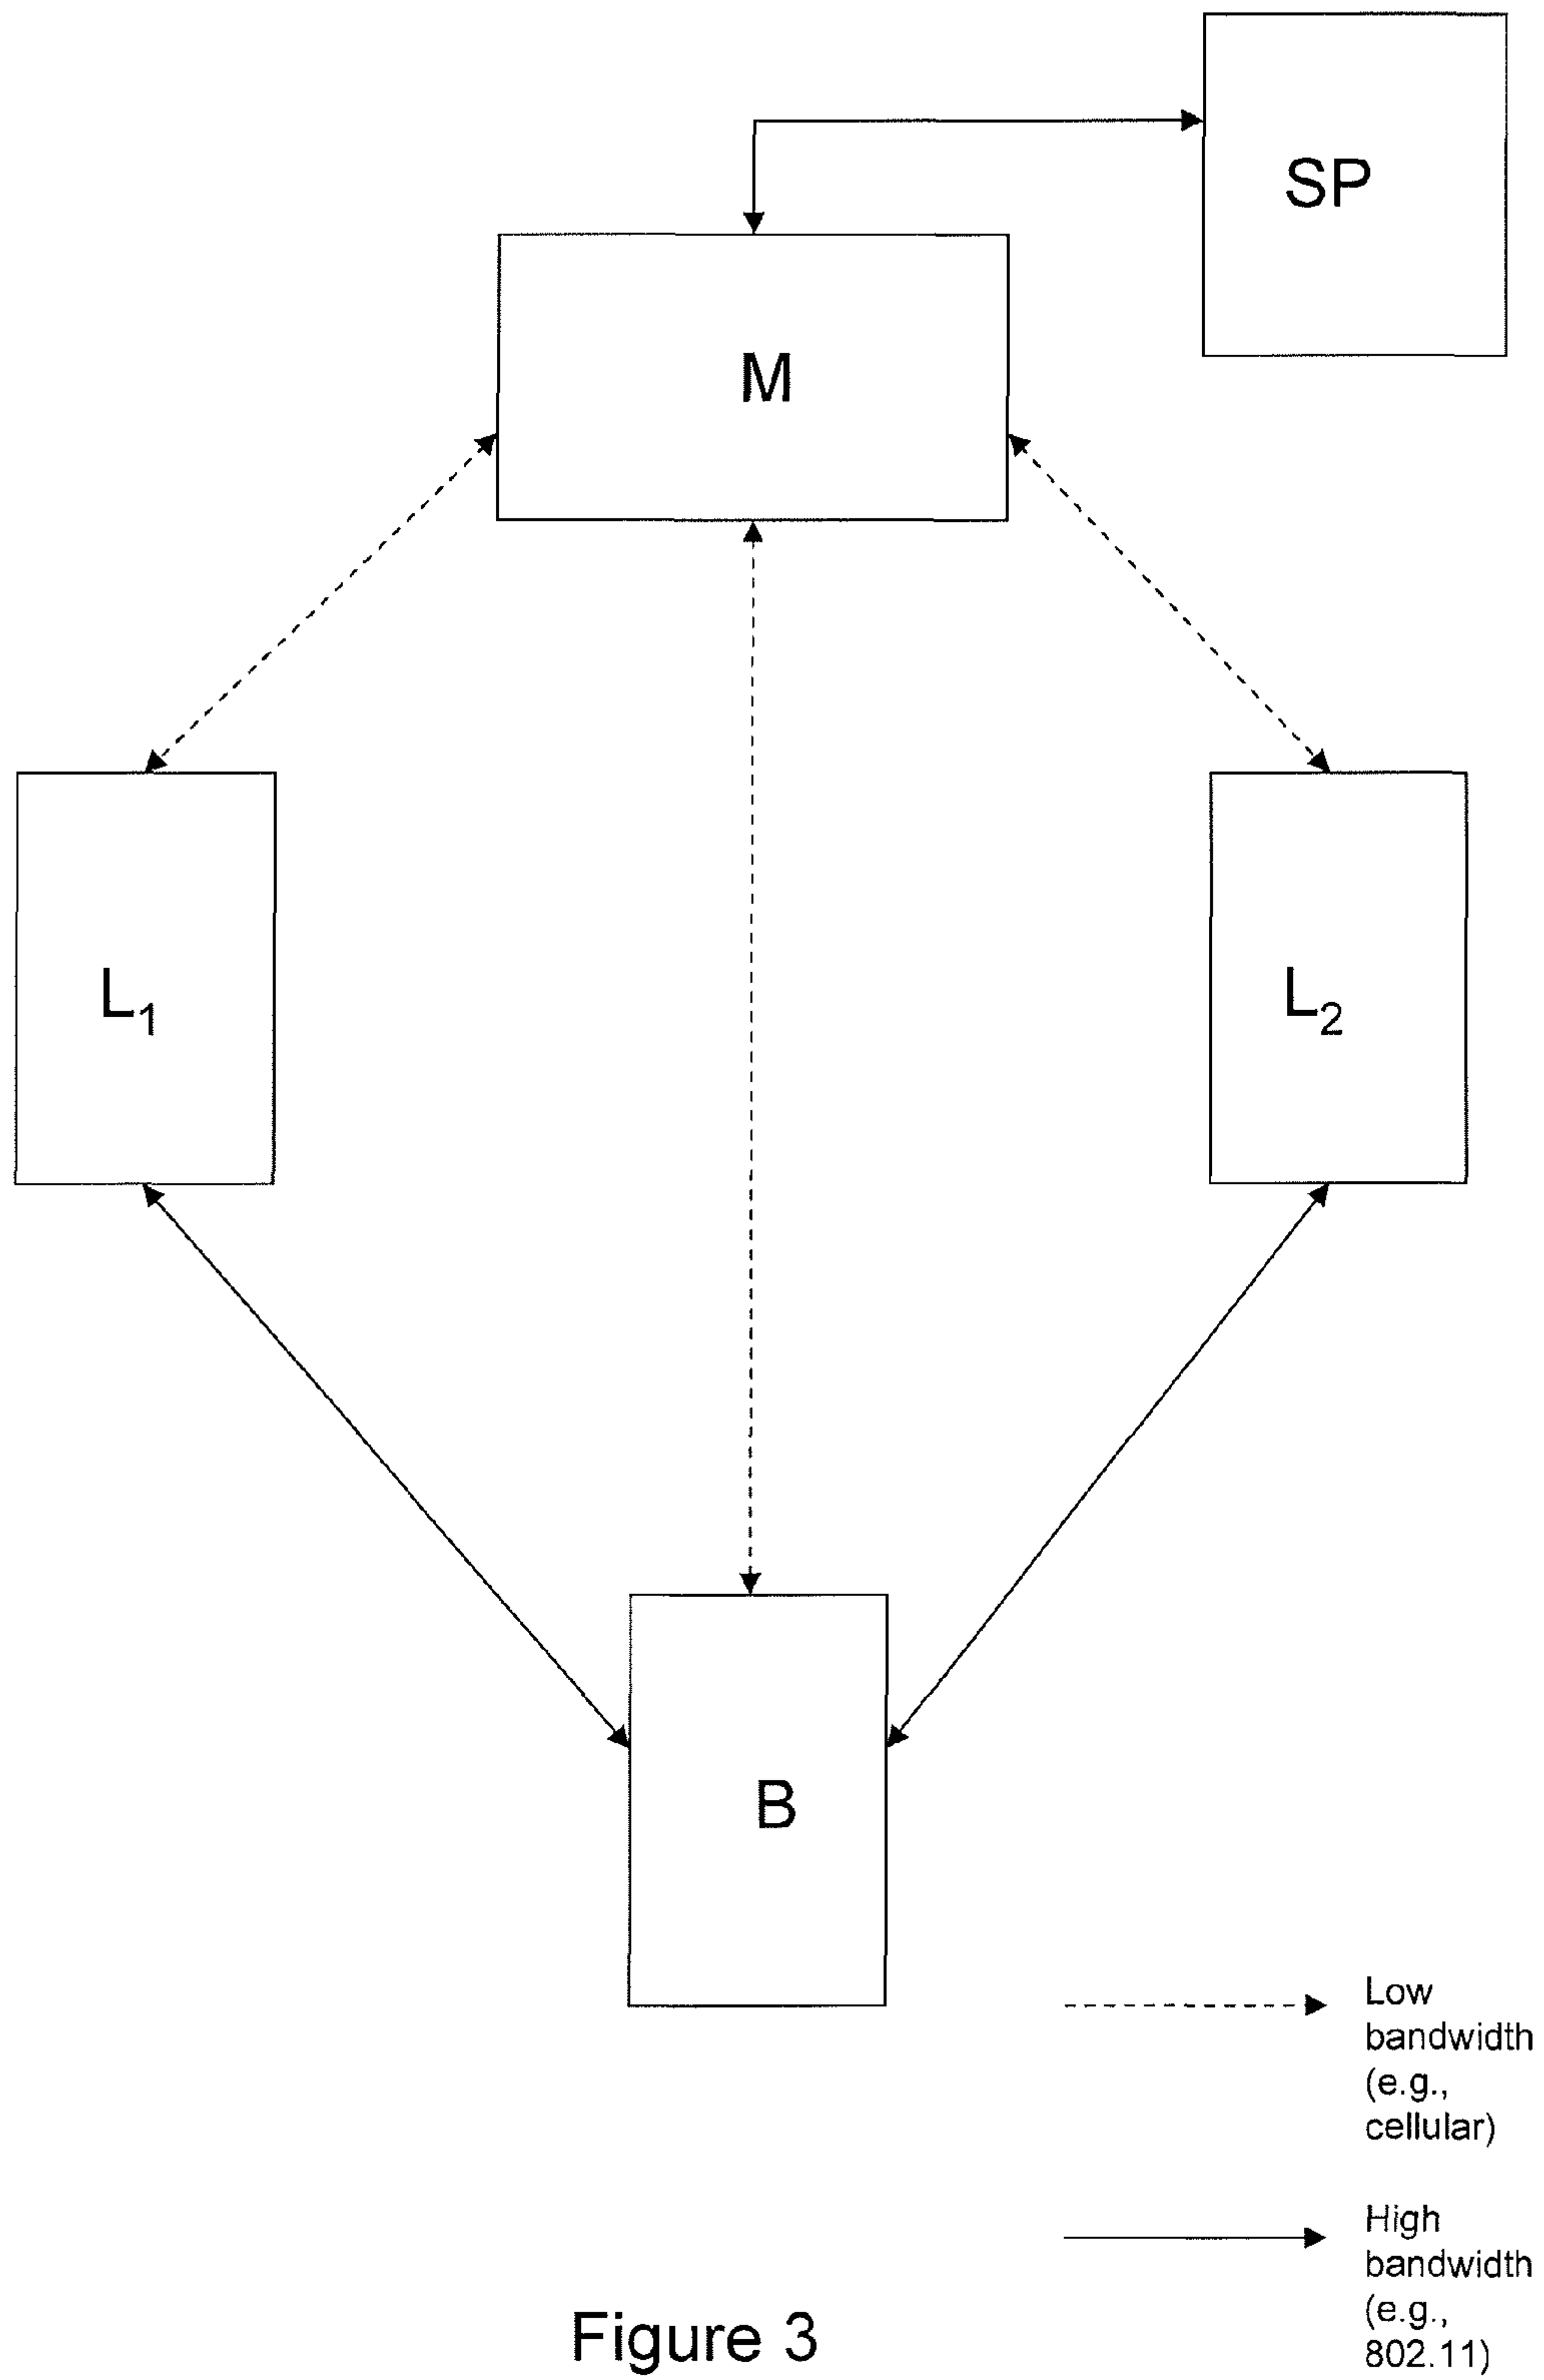 SP
M
L1
L2
B
Low
bandwidth
(e.g.,
cellular)
High
bandwidth
(e.g.,
802.11)
Figure 3